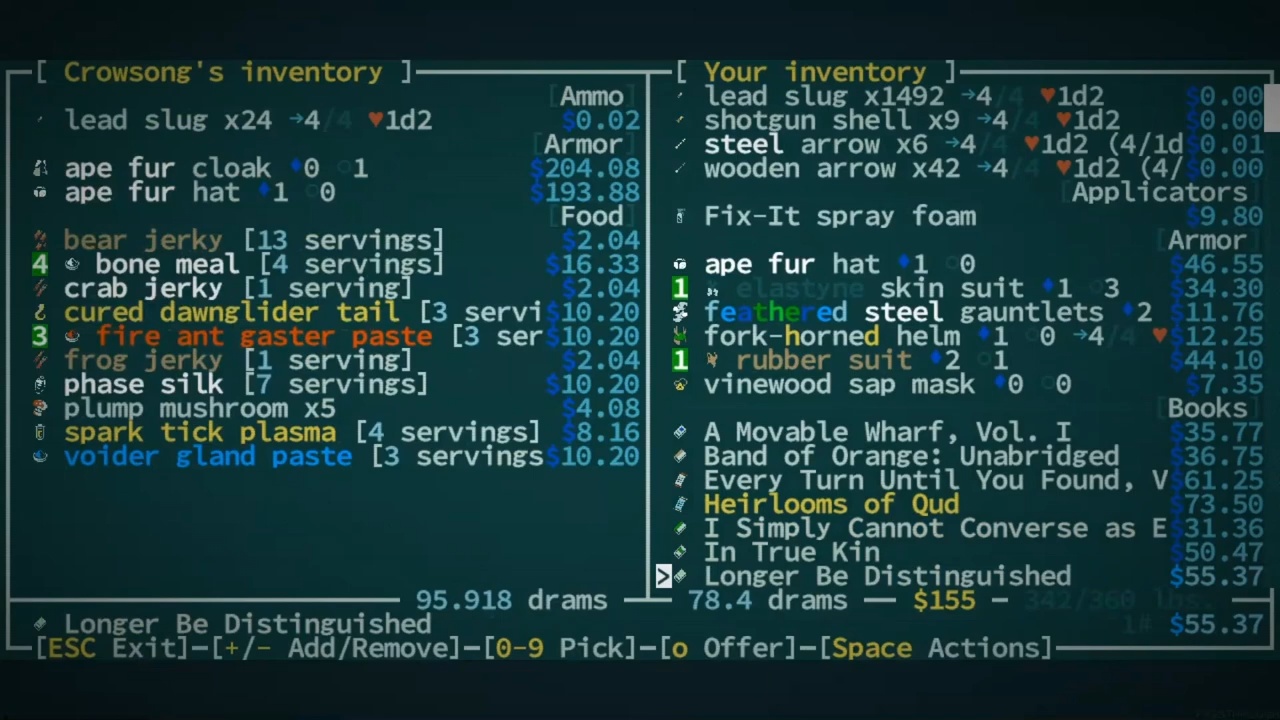 [ Crowsong's inventory ]
[Ammo]
lead slug x24 →4/4 ♥1d2 $0.02
[Armor]
ape fur cloak ♦0 ○1 $204.08
ape fur hat ♦1 ○0 $193.88
[Food]
bear jerky [13 servings] $2.04
4 bone meal [4 servings] $16.33
crab jerky [1 serving] $2.04
cured dawnglider tail [3 servi$10.20
3 fire ant gaster paste [3 ser$10.20
frog jerky [1 serving] $2.04
phase silk [7 servings] $10.20
plump mushroom x5 $4.08
spark tick plasma [4 servings] $8.16
voider gland paste [3 servings$10.20
95.918 drams
[ Your inventory ]
lead slug x1492 →4/4 ♥1d2 $0.00
shotgun shell x9 →4/4 ♥1d2 $0.00
steel arrow x6 →4/4 ♥1d2 (4/1d$0.01
wooden arrow x42 →4/4 ♥1d2 (4/$0.00
[Applicators]
Fix-It spray foam $9.80
[Armor]
ape fur hat ♦1 ○0 $46.55
1 elastyne skin suit ♦1 ○3 $34.30
feathered steel gauntlets ♦2 $11.76
fork-horned helm ♦1 ○0 →4/4 ♥$12.25
1 rubber suit ♦2 ○1 $44.10
vinewood sap mask ♦0 ○0 $7.35
[Books]
A Movable Wharf, Vol. I $35.77
Band of Orange: Unabridged $36.75
Every Turn Until You Found, V$61.25
Heirlooms of Qud $73.50
I Simply Cannot Converse as E$31.36
In True Kin $50.47
> Longer Be Distinguished $55.37
78.4 drams — $155 — 342/360 lbs.
Longer Be Distinguished 1# $55.37
[ESC Exit]—[+/- Add/Remove]—[0-9 Pick]—[o Offer]—[Space Actions]